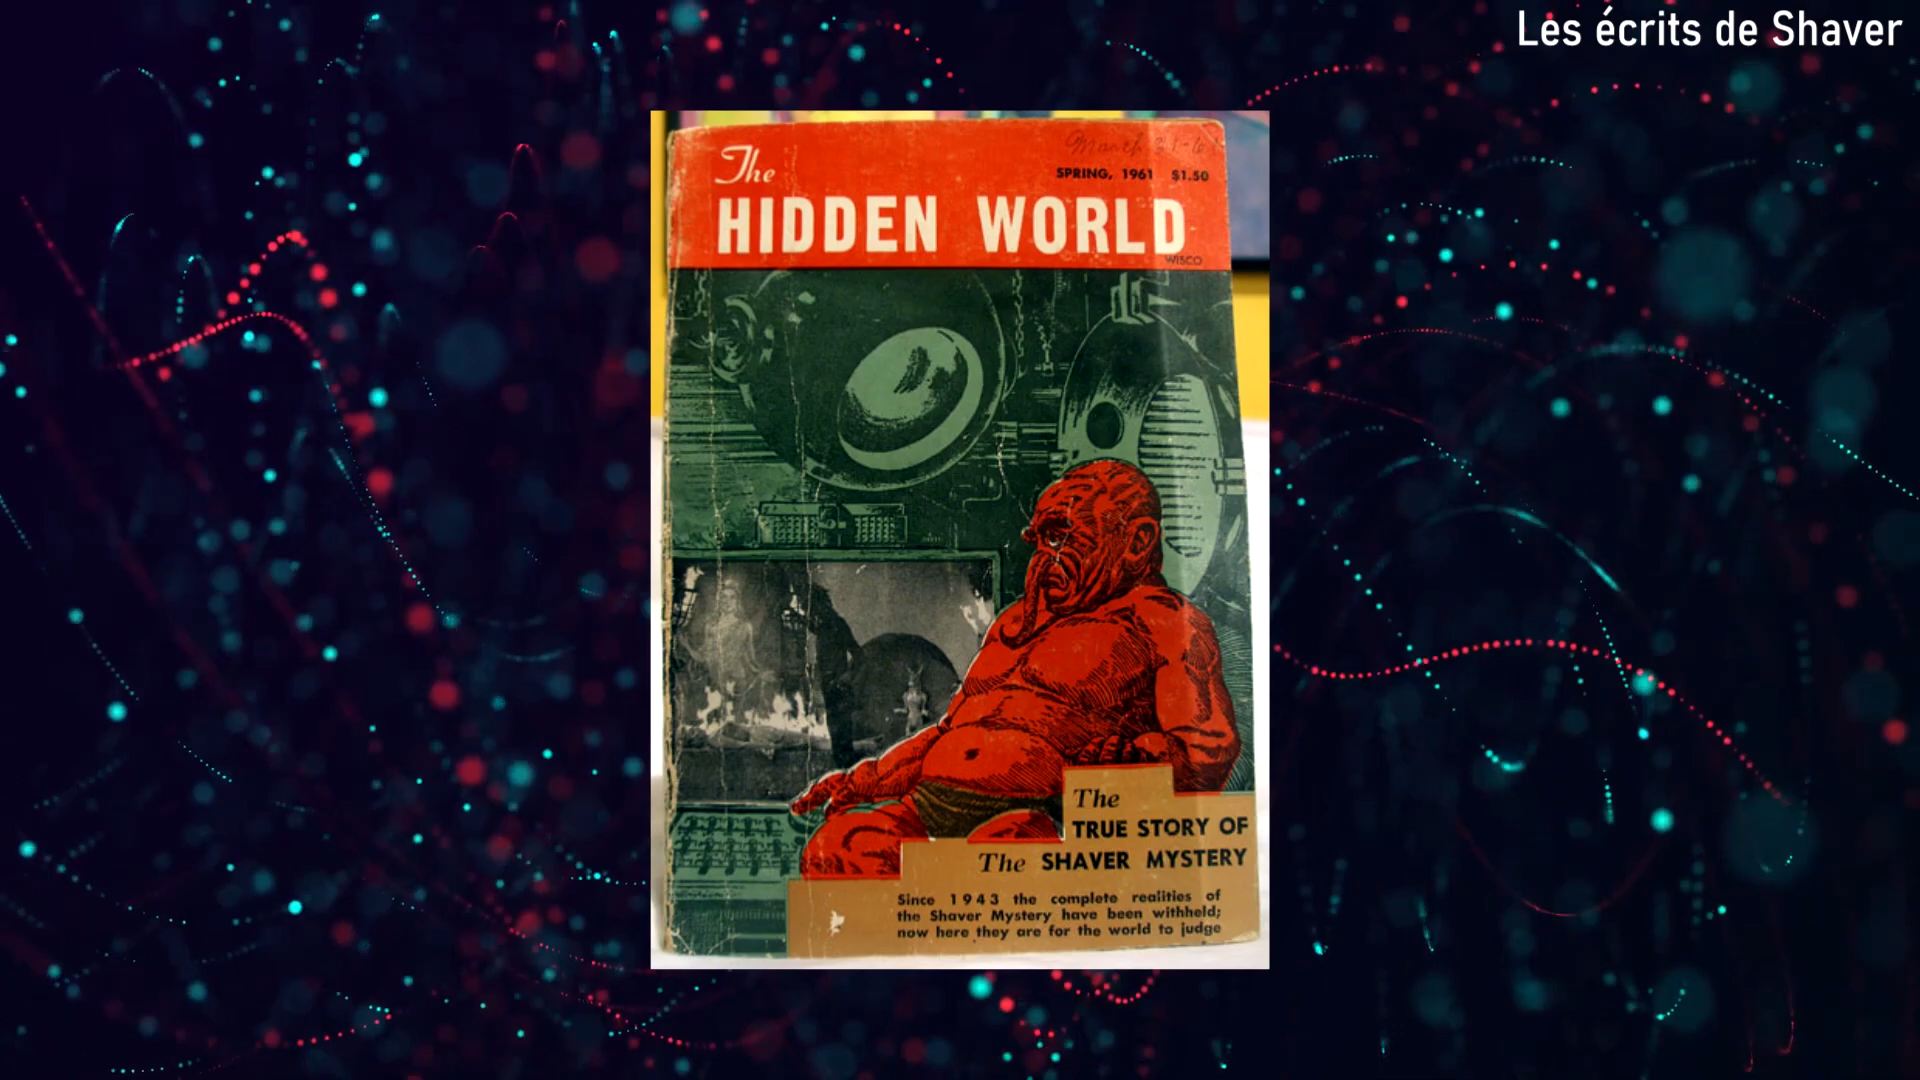 Les écrits de Shaver
The
SPRING, 1961 $1.50
HIDDEN WORLD
WISCO
The
TRUE STORY OF
The SHAVER MYSTERY
Since 1943 the complete realities of
the Shaver Mystery have been withheld;
now here they are for the world to judge